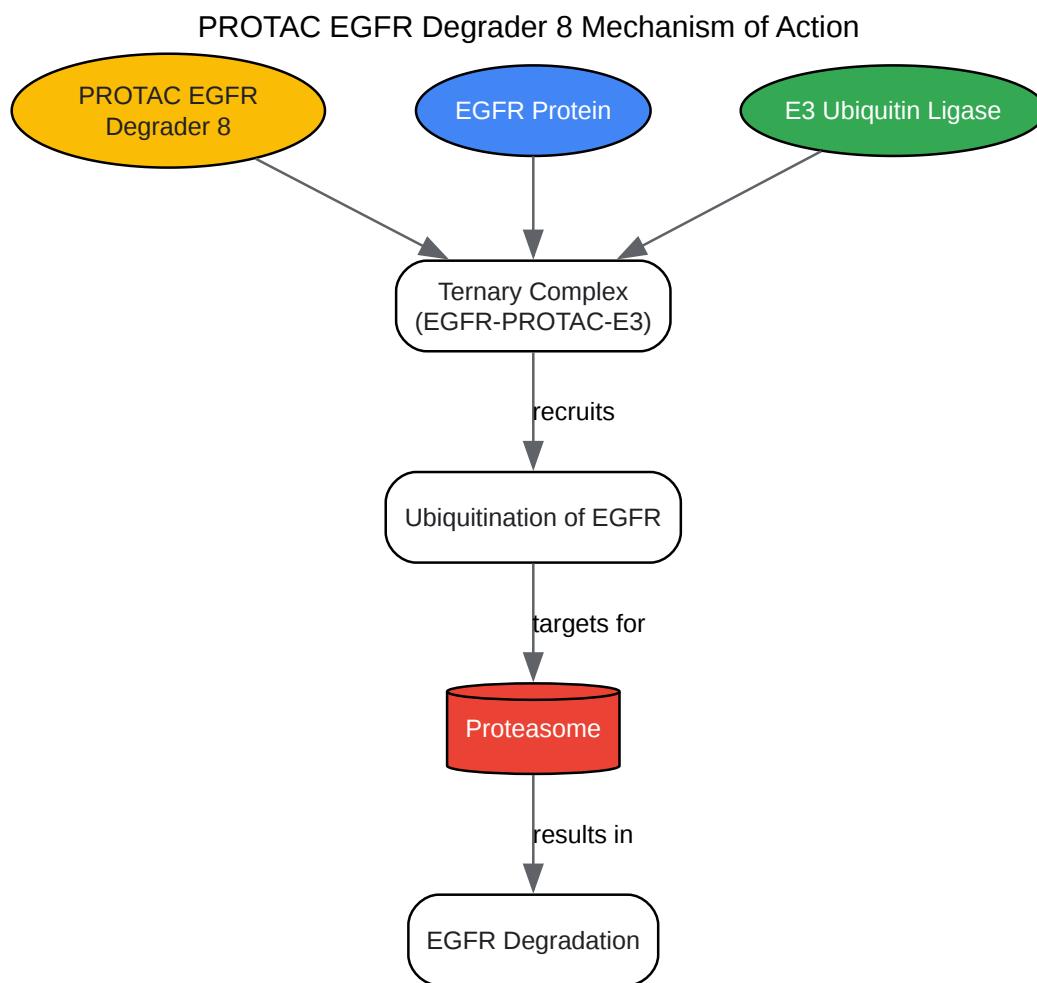 PROTAC EGFR Degrader 8 Mechanism of Action
PROTAC EGFR
Degrader 8
EGFR Protein
E3 Ubiquitin Ligase
Ternary Complex
(EGFR-PROTAC-E3)
recruits
Ubiquitination of EGFR
targets for
Proteasome
results in
EGFR Degradation